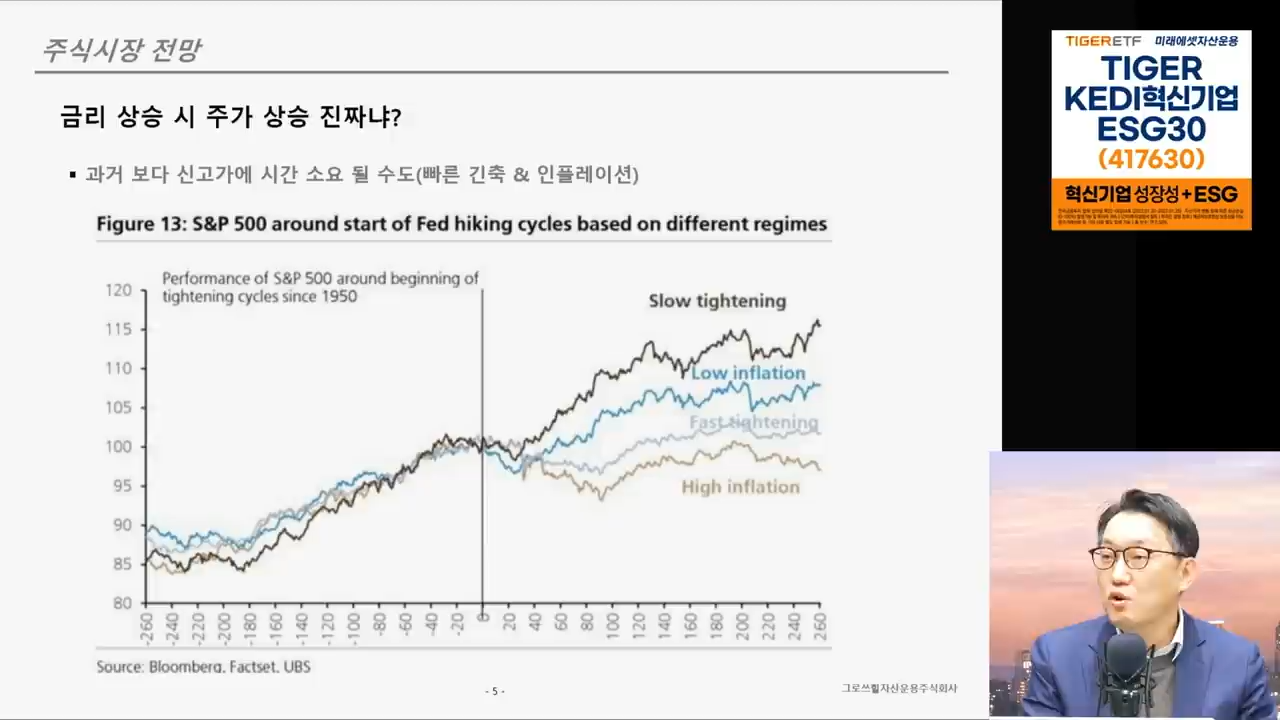 주식시장 전망
금리 상승 시 주가 상승 진짜냐?
▪ 과거 보다 신고가에 시간 소요 될 수도(빠른 긴축 & 인플레이션)
Figure 13: S&P 500 around start of Fed hiking cycles based on different regimes
Performance of S&P 500 around beginning of
tightening cycles since 1950
120
115
110
105
100
95
90
85
80
Slow tightening
Low inflation
Fast tightening
High inflation
-260 -240 -220 -200 -180 -160 -140 -120 -100 -80 -60 -40 -20 0 20 40 60 80 100 120 140 160 180 200 220 240 260
Source: Bloomberg, Factset, UBS
- 5 -
그로쓰힐자산운용주식회사
TIGERETF 미래에셋자산운용
TIGER
KEDI혁신기업
ESG30
(417630)
혁신기업 성장성+ESG